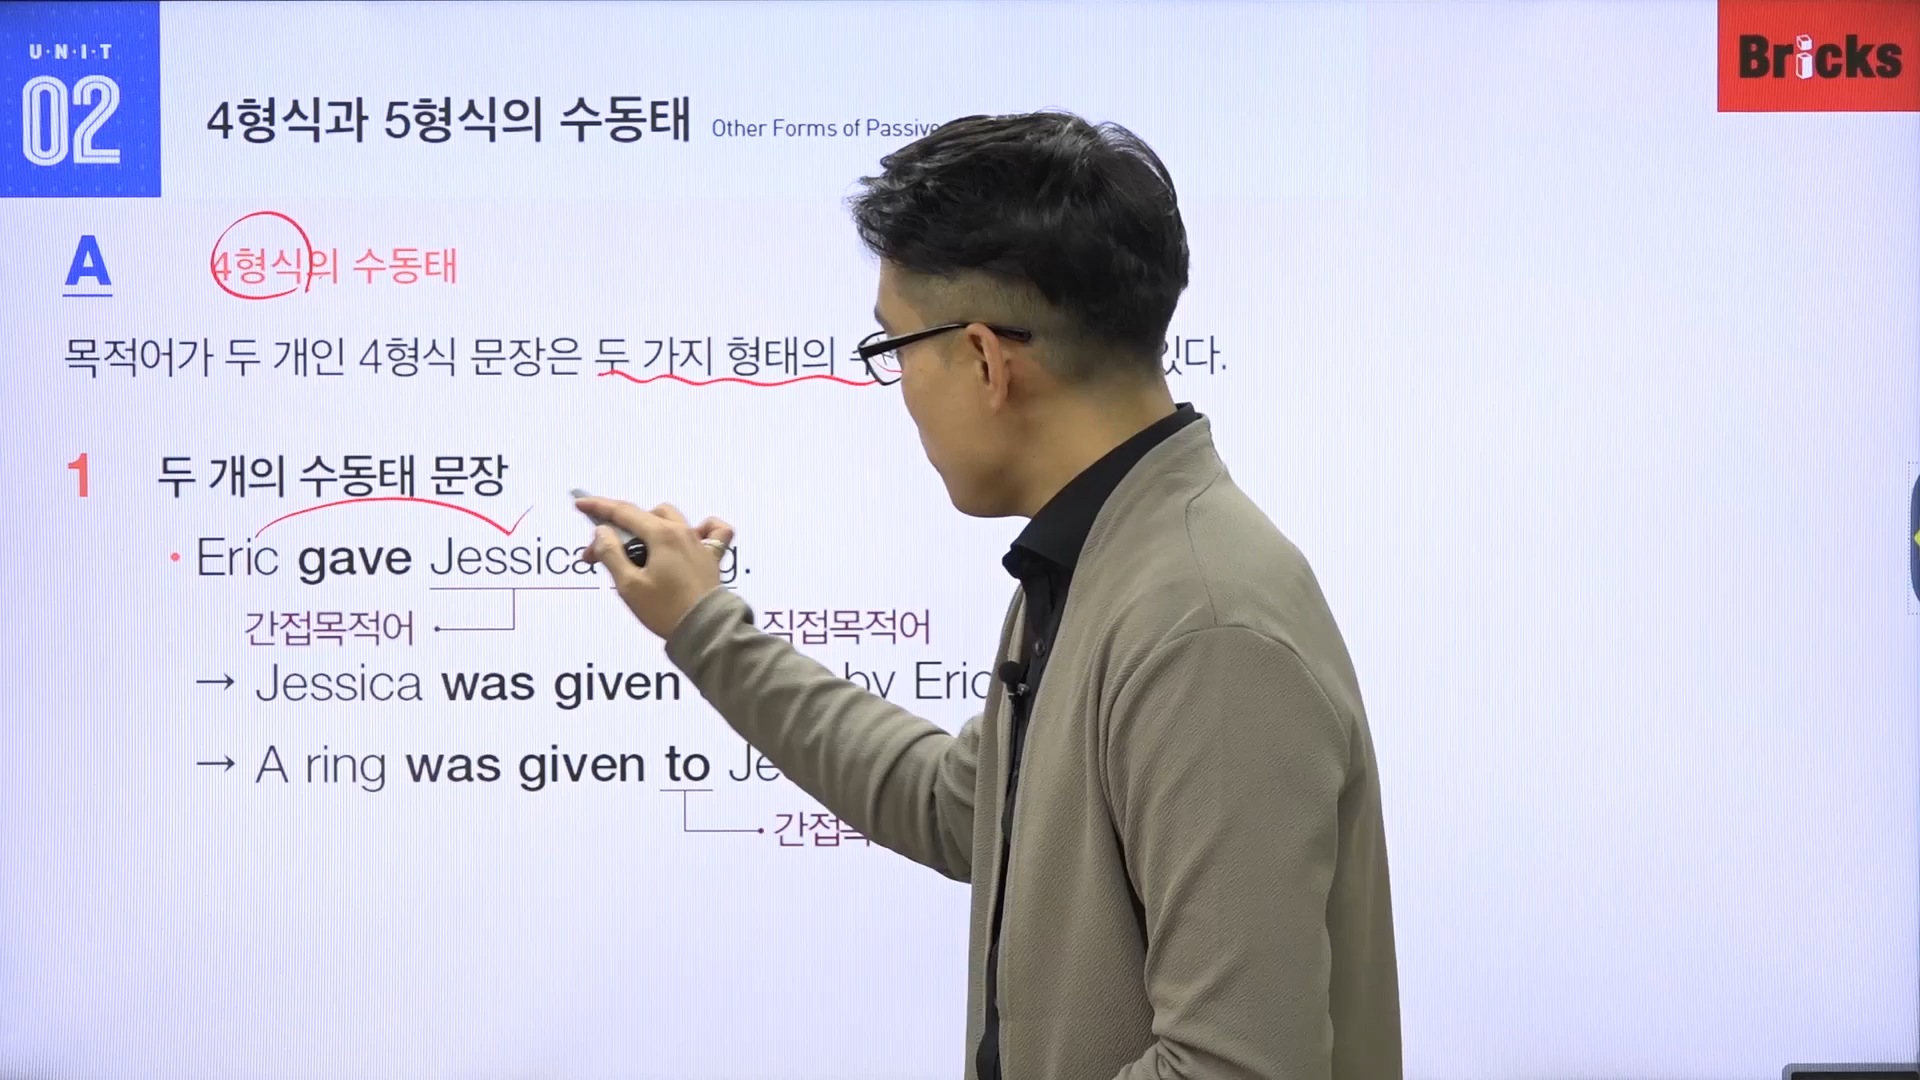 U·N·I·T
02
Bricks
4형식과 5형식의 수동태 Other Forms of Passive
A 4형식의 수동태
목적어가 두 개인 4형식 문장은 두 가지 형태의 있다.
1 두 개의 수동태 문장
• Eric gave Jessica g.
간접목적어 직접목적어
→ Jessica was given by Eric
→ A ring was given to Je
간접목